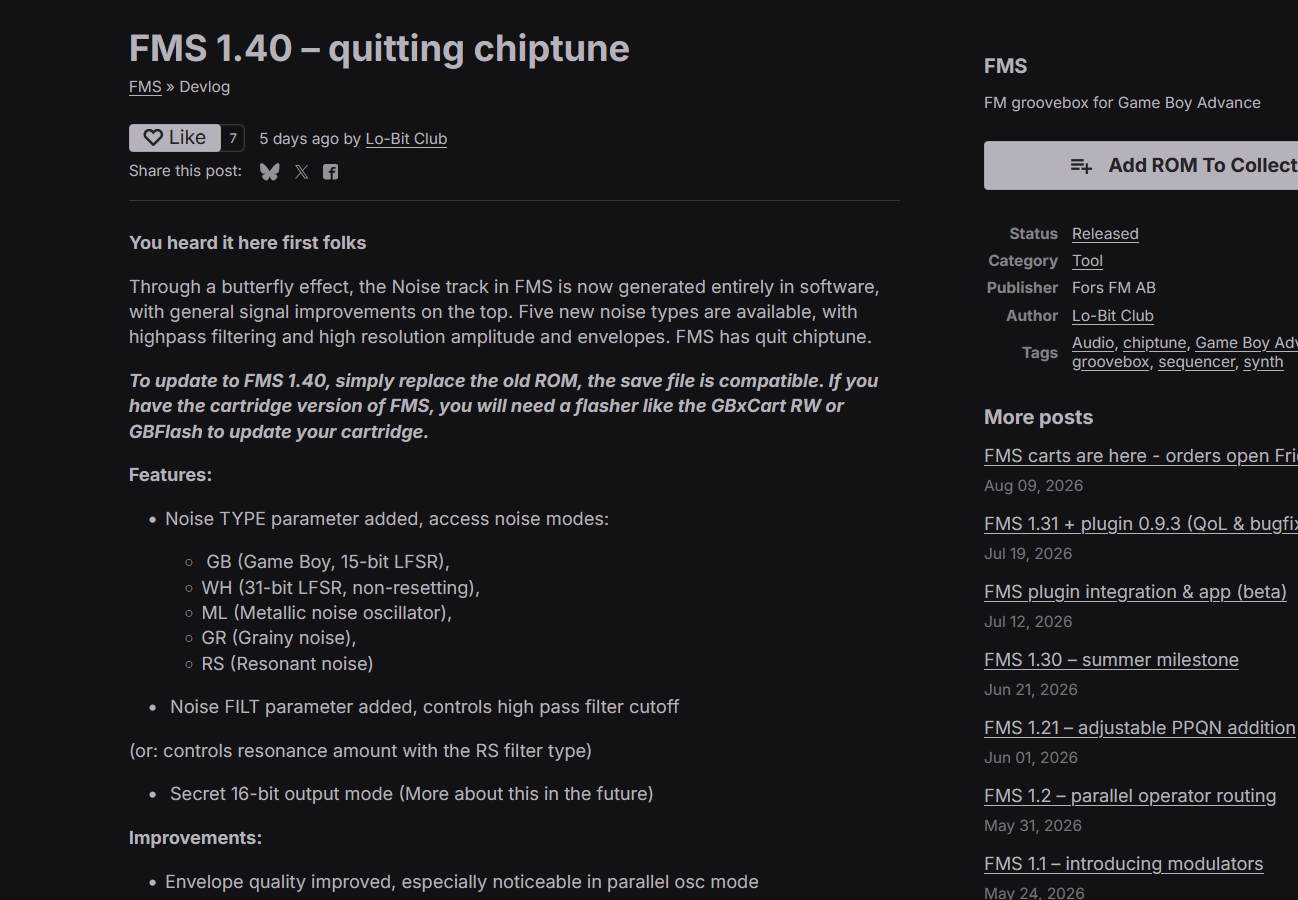 FMS 1.40 – quitting chiptune
FMS » Devlog
Like 7 5 days ago by Lo-Bit Club
Share this post:
You heard it here first folks
Through a butterfly effect, the Noise track in FMS is now generated entirely in software,
with general signal improvements on the top. Five new noise types are available, with
highpass filtering and high resolution amplitude and envelopes. FMS has quit chiptune.
To update to FMS 1.40, simply replace the old ROM, the save file is compatible. If you
have the cartridge version of FMS, you will need a flasher like the GBxCart RW or
GBFlash to update your cartridge.
Features:
• Noise TYPE parameter added, access noise modes:
○ GB (Game Boy, 15-bit LFSR),
○ WH (31-bit LFSR, non-resetting),
○ ML (Metallic noise oscillator),
○ GR (Grainy noise),
○ RS (Resonant noise)
• Noise FILT parameter added, controls high pass filter cutoff
(or: controls resonance amount with the RS filter type)
• Secret 16-bit output mode (More about this in the future)
Improvements:
• Envelope quality improved, especially noticeable in parallel osc mode
FMS
FM groovebox for Game Boy Advance
Add ROM To Collect
Status Released
Category Tool
Publisher Fors FM AB
Author Lo-Bit Club
Tags Audio, chiptune, Game Boy Adv
groovebox, sequencer, synth
More posts
FMS carts are here - orders open Fri
Aug 09, 2026
FMS 1.31 + plugin 0.9.3 (QoL & bugfix
Jul 19, 2026
FMS plugin integration & app (beta)
Jul 12, 2026
FMS 1.30 – summer milestone
Jun 21, 2026
FMS 1.21 – adjustable PPQN addition
Jun 01, 2026
FMS 1.2 – parallel operator routing
May 31, 2026
FMS 1.1 – introducing modulators
May 24, 2026